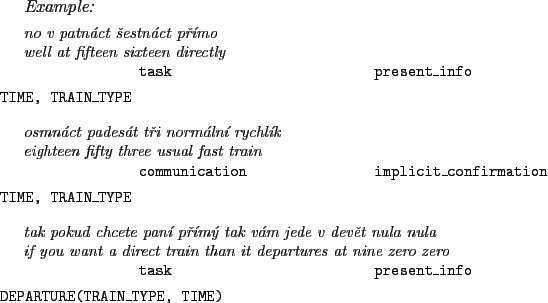 Example:
no v patnáct šestnáct přímo
well at fifteen sixteen directly
task present_info
TIME, TRAIN_TYPE
osmnáct padesát tři normální rychlík
eighteen fifty three usual fast train
communication implicit_confirmation
TIME, TRAIN_TYPE
tak pokud chcete paní přímý tak vám jede v devět nula nula
if you want a direct train than it departures at nine zero zero
task present_info
DEPARTURE(TRAIN_TYPE, TIME)